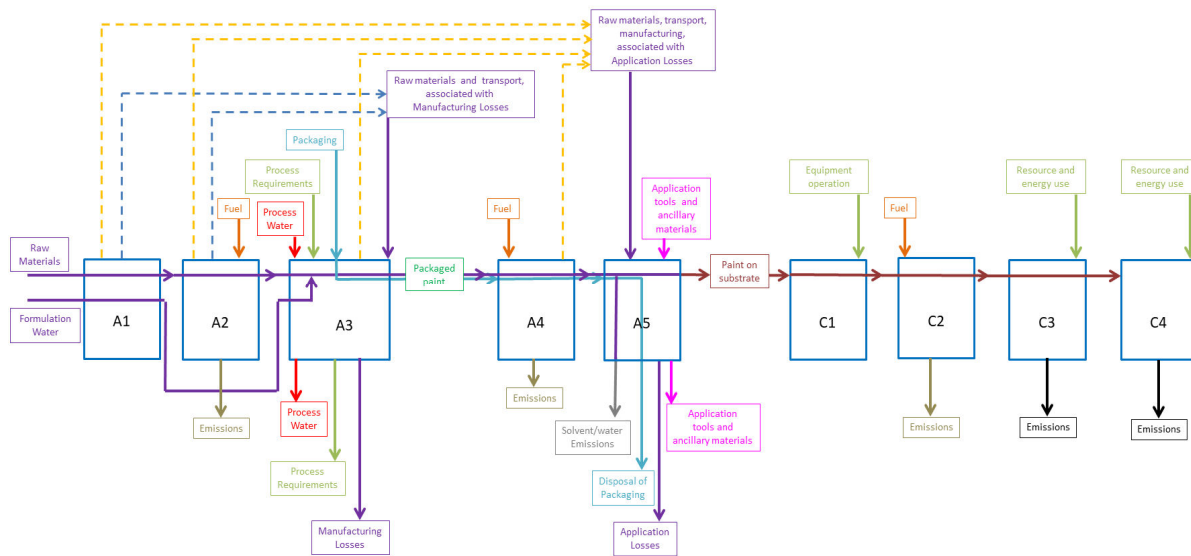 Raw materials, transport,
manufacturing,
associated with
Application Losses
Raw materials and transport,
associated with
Manufacturing Losses
Packaging
Process
Requirements
Equipment
operation
Resource and
energy use
Resource and
energy use
Application
tools and
ancillary
materials
Fuel
Process
Water
Fuel
Fuel
Raw
Materials
Packaged
paint
Paint on
substrate
Formulation
Water
A1
A2
A3
A4
A5
C1
C2
C3
C4
Emissions
Process
Water
Emissions
Solvent/water
Emissions
Application
tools and
ancillary materials
Emissions
Emissions
Emissions
Process
Requirements
Disposal of
Packaging
Manufacturing
Losses
Application
Losses